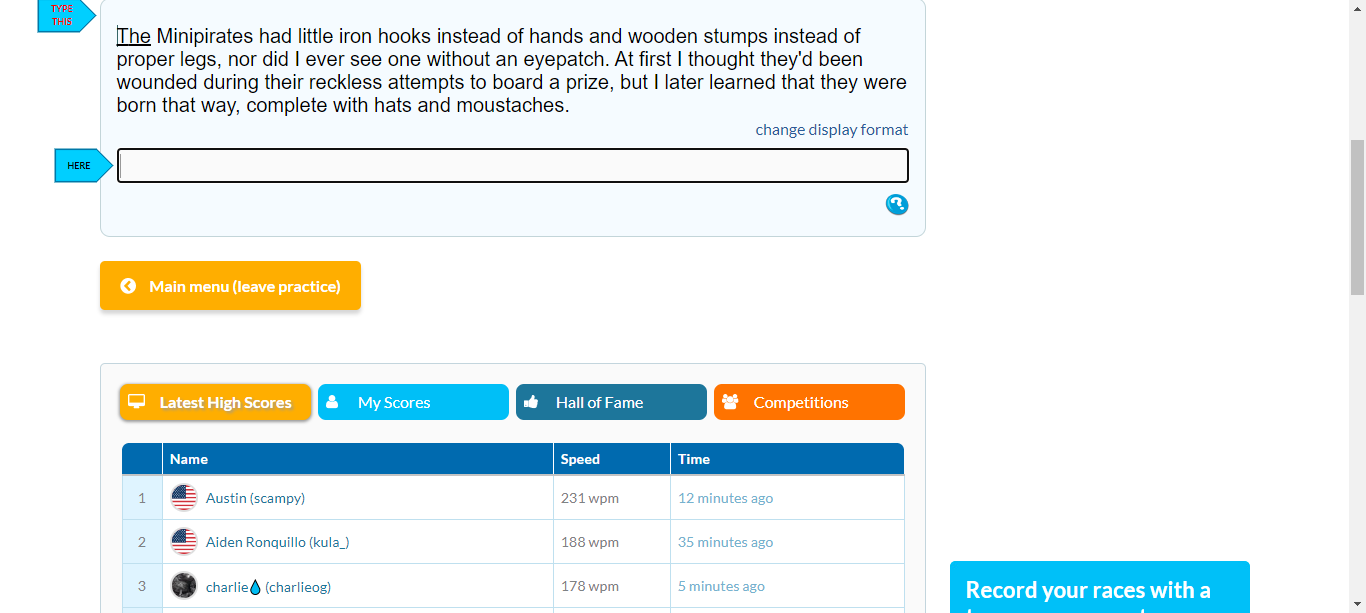 TYPE
THIS
The Minipirates had little iron hooks instead of hands and wooden stumps instead of
proper legs, nor did I ever see one without an eyepatch. At first I thought they'd been
wounded during their reckless attempts to board a prize, but I later learned that they were
born that way, complete with hats and moustaches.
change display format
HERE
?
Main menu (leave practice)
Latest High Scores My Scores Hall of Fame Competitions
Name Speed Time
1 Austin (scampy) 231 wpm 12 minutes ago
2 Aiden Ronquillo (kula_) 188 wpm 35 minutes ago
3 charlie💧 (charlieog) 178 wpm 5 minutes ago
Record your races with a